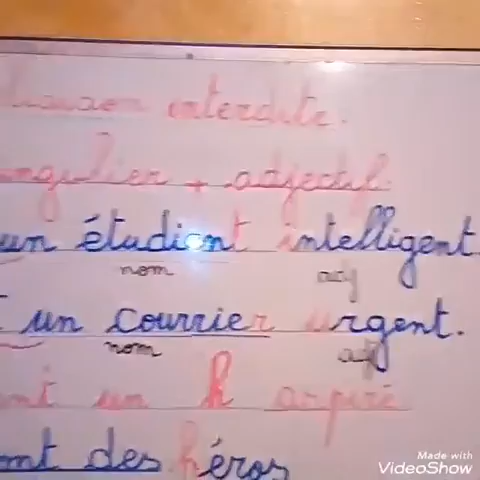 liaison interdite.
singulier + adjectif.
un étudiant intelligent.
nom adj
un courrier urgent.
nom adj
un h aspiré
des héros
Made with
VideoShow